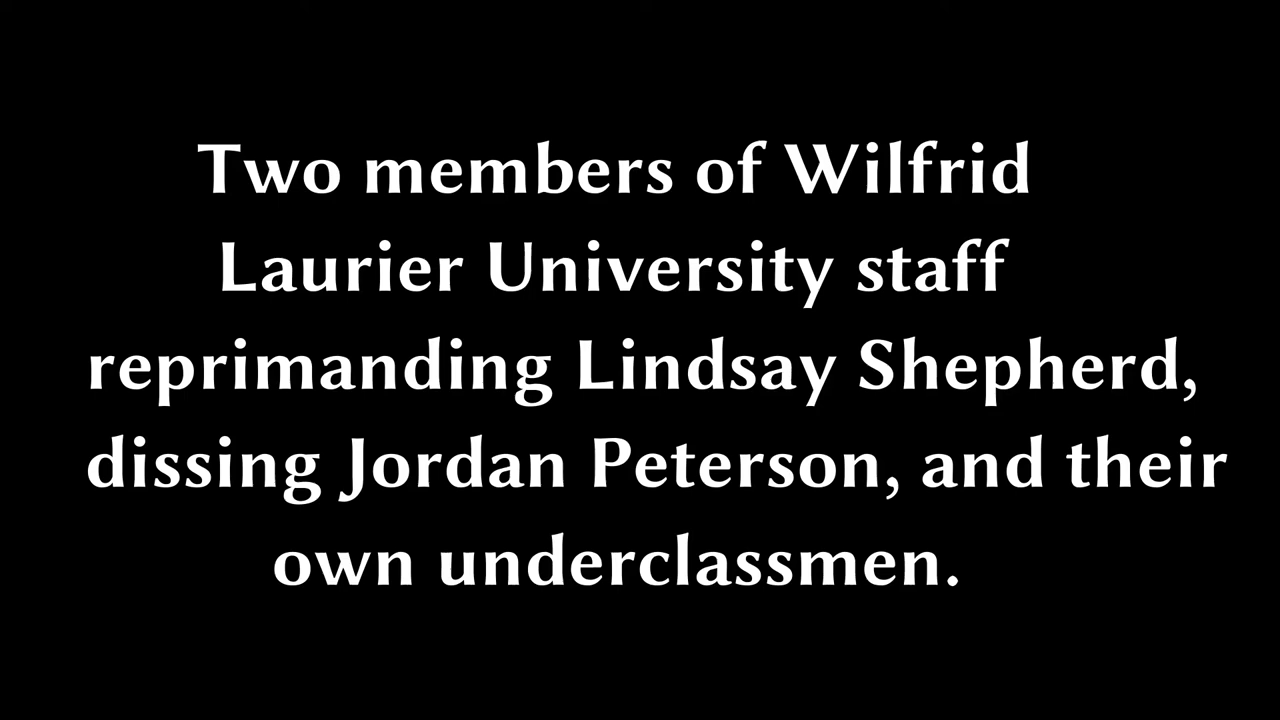 Two members of Wilfrid
Laurier University staff
reprimanding Lindsay Shepherd,
dissing Jordan Peterson, and their
own underclassmen.